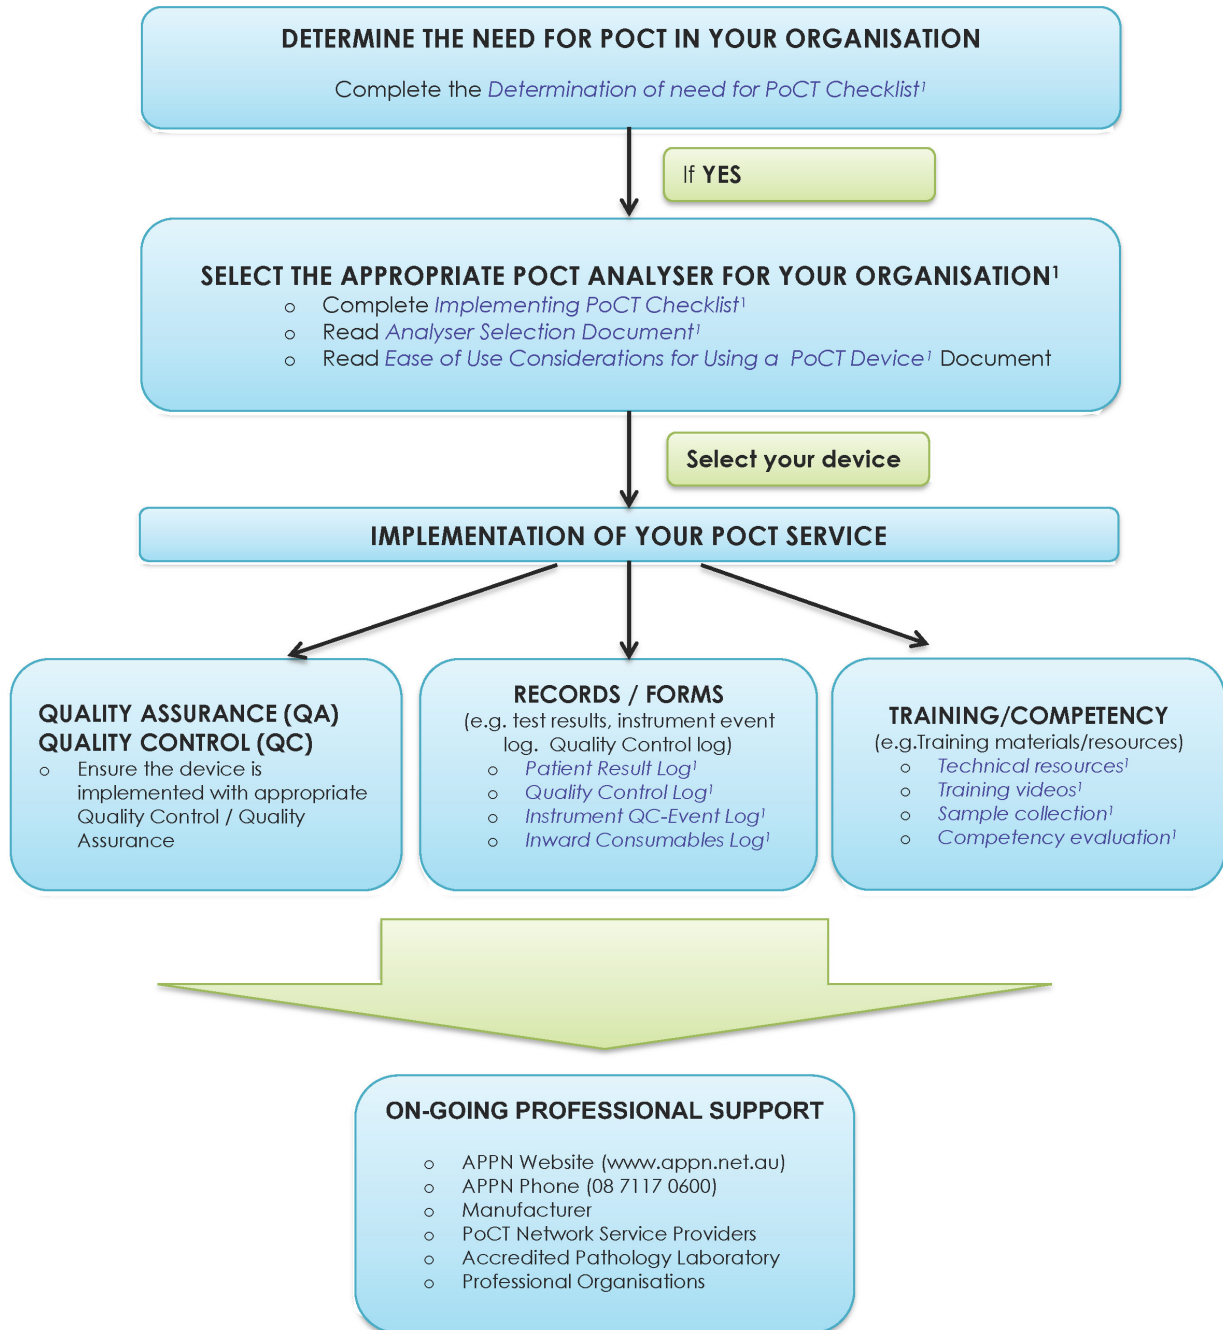 DETERMINE THE NEED FOR POCT IN YOUR ORGANISATION
Complete the Determination of need for PoCT Checklist¹
If YES
SELECT THE APPROPRIATE POCT ANALYSER FOR YOUR ORGANISATION¹
o Complete Implementing PoCT Checklist¹
o Read Analyser Selection Document¹
o Read Ease of Use Considerations for Using a PoCT Device¹ Document
Select your device
IMPLEMENTATION OF YOUR POCT SERVICE
QUALITY ASSURANCE (QA)
QUALITY CONTROL (QC)
o Ensure the device is
implemented with appropriate
Quality Control / Quality
Assurance
RECORDS / FORMS
(e.g. test results, instrument event
log. Quality Control log)
o Patient Result Log¹
o Quality Control Log¹
o Instrument QC-Event Log¹
o Inward Consumables Log¹
TRAINING/COMPETENCY
(e.g.Training materials/resources)
o Technical resources¹
o Training videos¹
o Sample collection¹
o Competency evaluation¹
ON-GOING PROFESSIONAL SUPPORT
o APPN Website (www.appn.net.au)
o APPN Phone (08 7117 0600)
o Manufacturer
o PoCT Network Service Providers
o Accredited Pathology Laboratory
o Professional Organisations